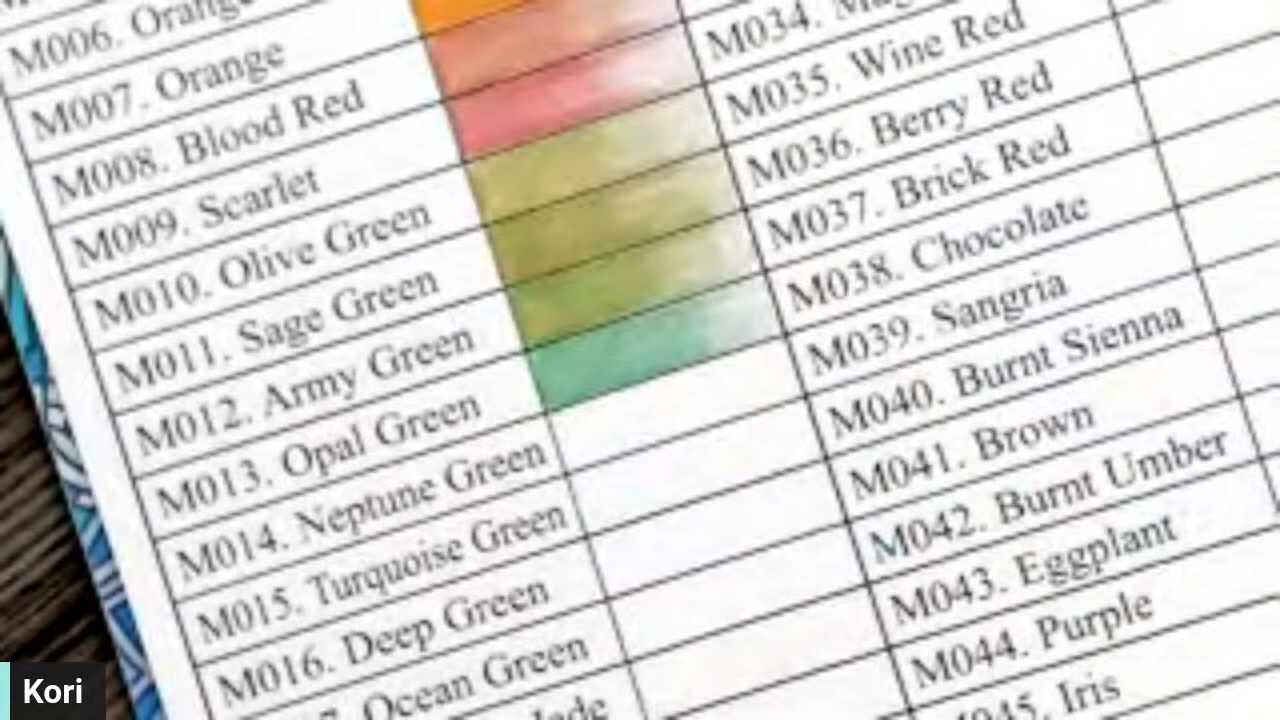 M006. Orange
M007. Orange
M008. Blood Red
M009. Scarlet
M010. Olive Green
M011. Sage Green
M012. Army Green
M013. Opal Green
M014. Neptune Green
M015. Turquoise Green
M016. Deep Green
Ocean Green
Jade
M034.
M035. Wine Red
M036. Berry Red
M037. Brick Red
M038. Chocolate
M039. Sangria
M040. Burnt Sienna
M041. Brown
M042. Burnt Umber
M043. Eggplant
M044. Purple
M045. Iris
Kori